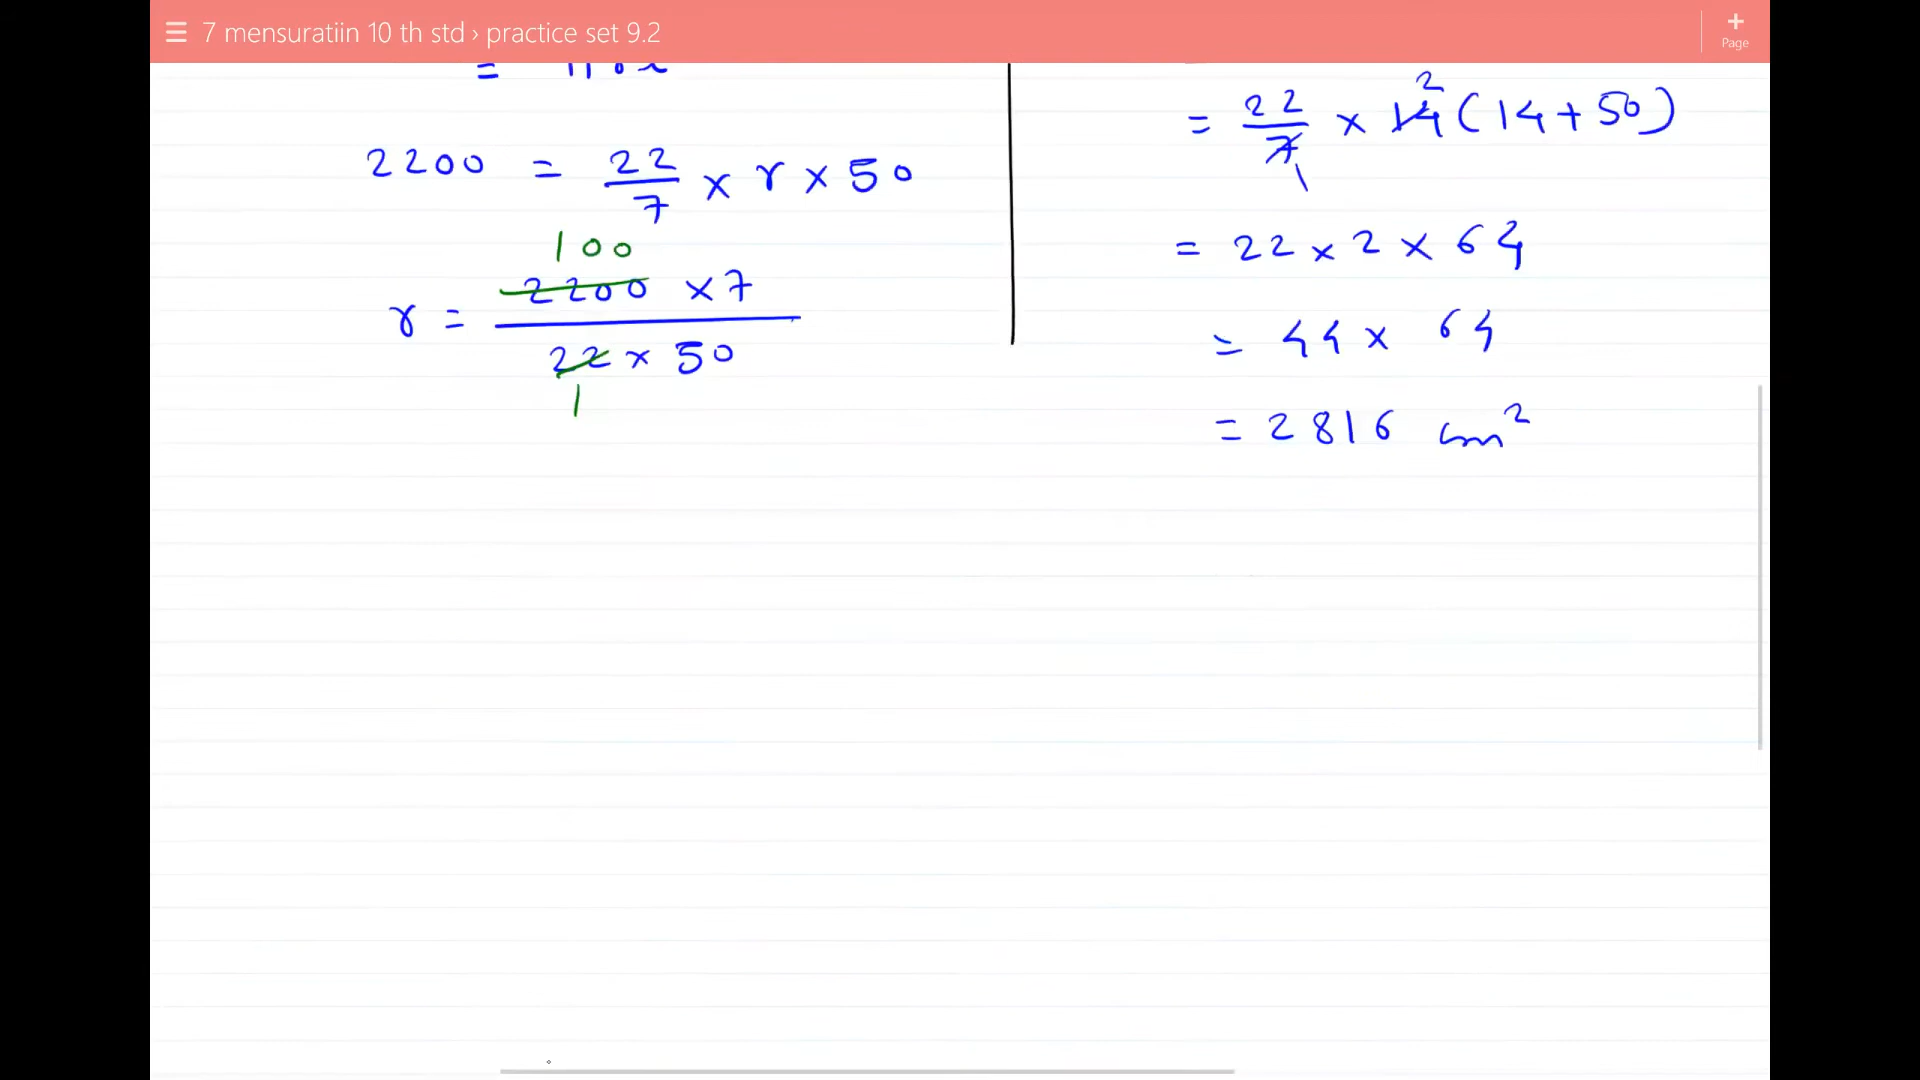 7 mensuratiin 10 th std › practice set 9.2
+
Page
2200 = 22/7 × r × 50
100
r = 2200 × 7 / 22 × 50
1
2
= 22/7 × 14 (14 + 50)
1
= 22 × 2 × 64
= 44 × 64
= 2816 cm²